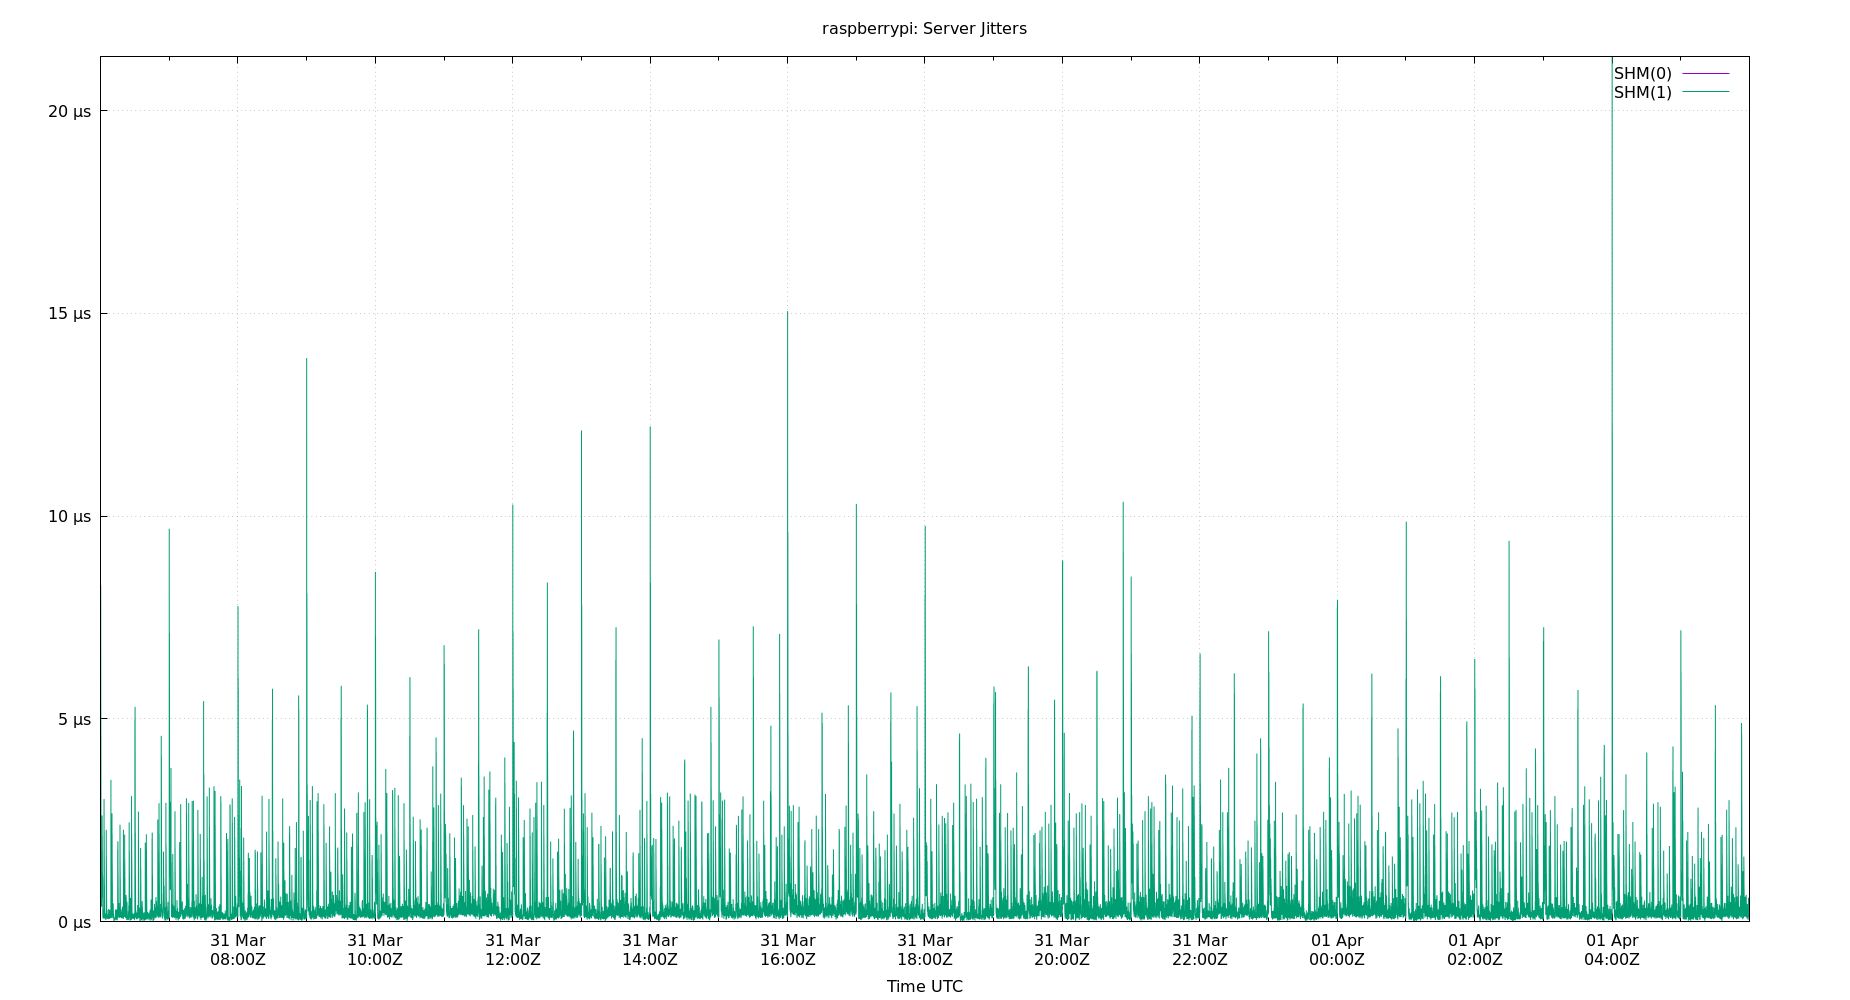 raspberrypi: Server Jitters
SHM(0)
SHM(1)
20 µs
15 µs
10 µs
5 µs
0 µs
31 Mar 31 Mar 31 Mar 31 Mar 31 Mar 31 Mar 31 Mar 31 Mar 01 Apr 01 Apr 01 Apr
08:00Z 10:00Z 12:00Z 14:00Z 16:00Z 18:00Z 20:00Z 22:00Z 00:00Z 02:00Z 04:00Z
Time UTC